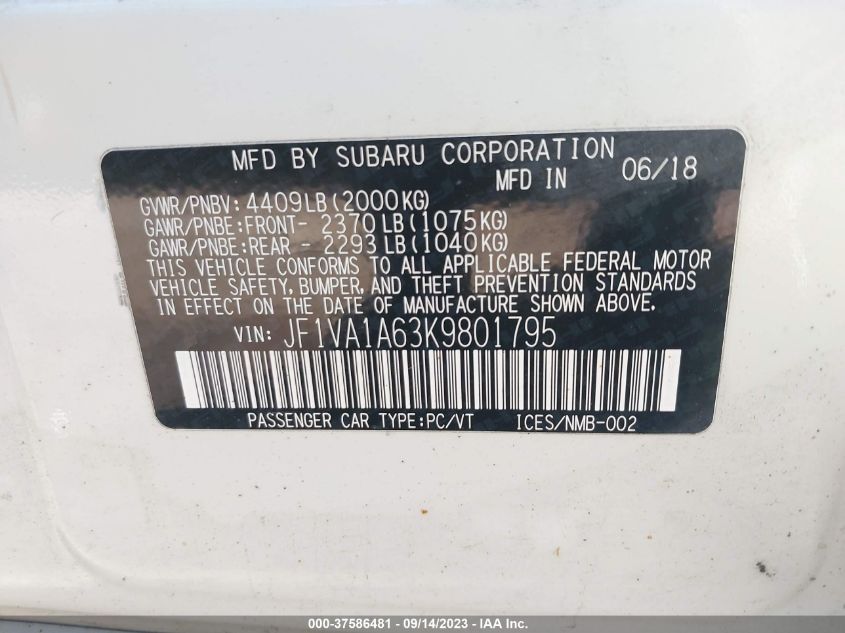 MFD BY SUBARU CORPORATION
MFD IN 06/18
GVWR/PNBV: 4409LB(2000KG)
GAWR/PNBE:FRONT- 2370LB(1075KG)
GAWR/PNBE:REAR - 2293LB(1040KG)
THIS VEHICLE CONFORMS TO ALL APPLICABLE FEDERAL MOTOR
VEHICLE SAFETY, BUMPER, AND THEFT PREVENTION STANDARDS
IN EFFECT ON THE DATE OF MANUFACTURE SHOWN ABOVE.
VIN: JF1VA1A63K9801795
PASSENGER CAR TYPE:PC/VT ICES/NMB-002
000-37586481 - 09/14/2023 - IAA Inc.